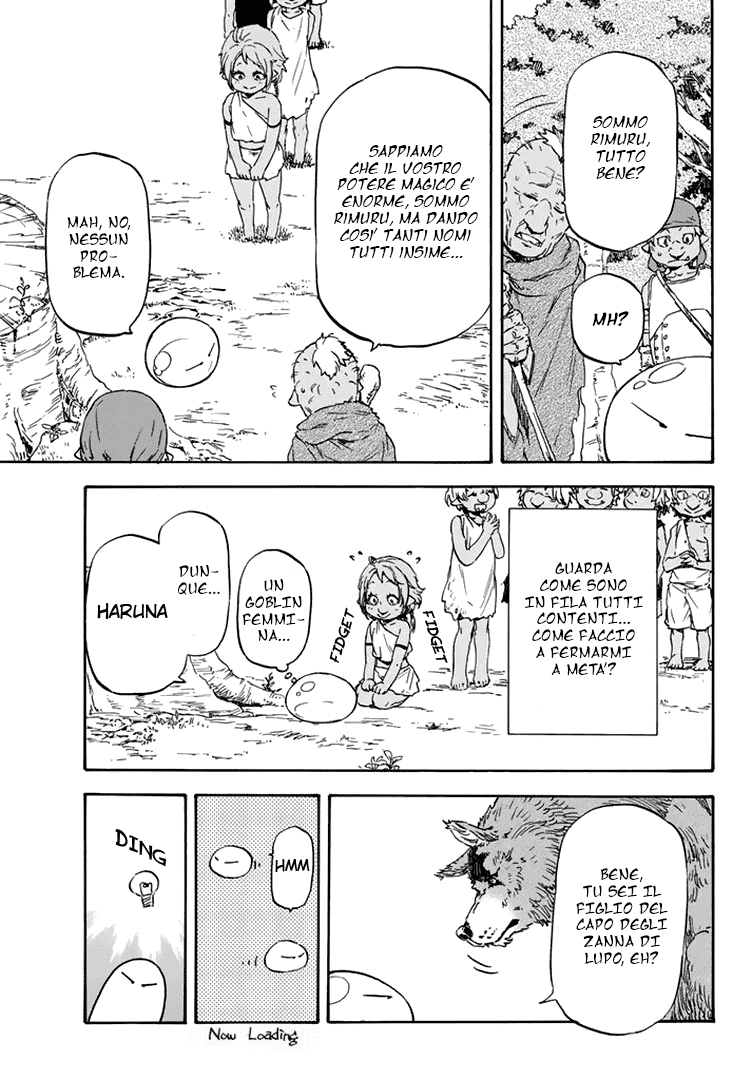 SOMMO
RIMURU,
TUTTO
BENE?
MH?
SAPPIAMO
CHE IL VOSTRO
POTERE MAGICO E'
ENORME, SOMMO
RIMURU, MA DANDO
COSI' TANTI NOMI
TUTTI INSIME...
MAH, NO,
NESSUN
PRO-
BLEMA.
GUARDA
COME SONO
IN FILA TUTTI
CONTENTI...
COME FACCIO
A FERMARMI
A META'?
FIDGET
FIDGET
UN
GOBLIN
FEMMI-
NA...
DUN-
QUE...
HARUNA
BENE,
TU SEI IL
FIGLIO DEL
CAPO DEGLI
ZANNA DI
LUPO, EH?
HMM
Now Loading
DING